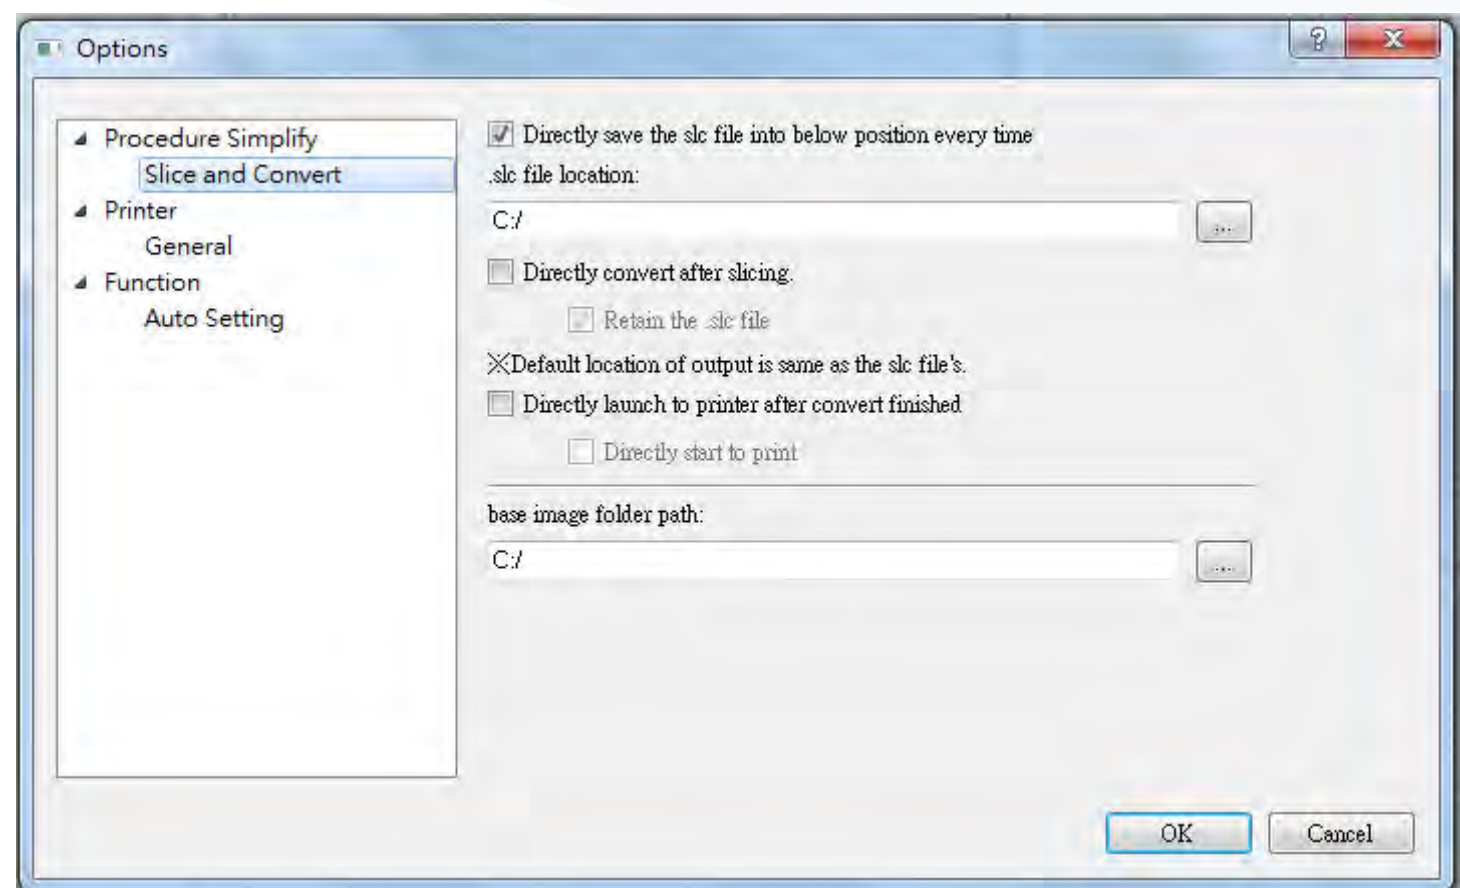 Options
?
Procedure Simplify
Slice and Convert
Printer
General
Function
Auto Setting
Directly save the slc file into below position every time
.slc file location:
C:/
...
Directly convert after slicing.
Retain the .slc file
※Default location of output is same as the slc file's.
Directly launch to printer after convert finished
Directly start to print
base image folder path:
C:/
...
OK
Cancel